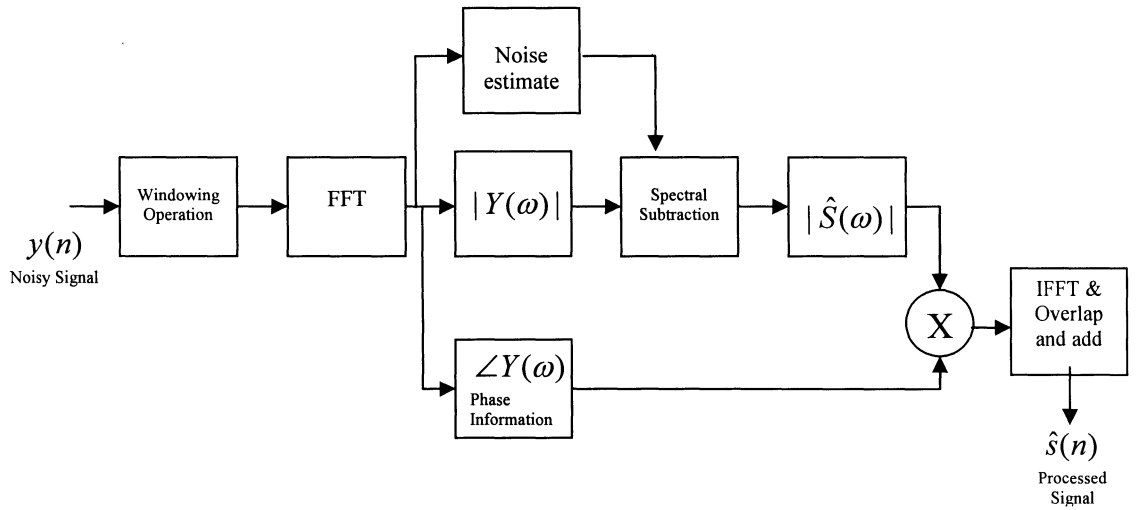 Noise
estimate
Windowing
Operation
FFT
|Y(ω)|
Spectral
Subtraction
|Ŝ(ω)|
y(n)
Noisy Signal
X
IFFT &
Overlap
and add
∠Y(ω)
Phase
Information
ŝ(n)
Processed
Signal